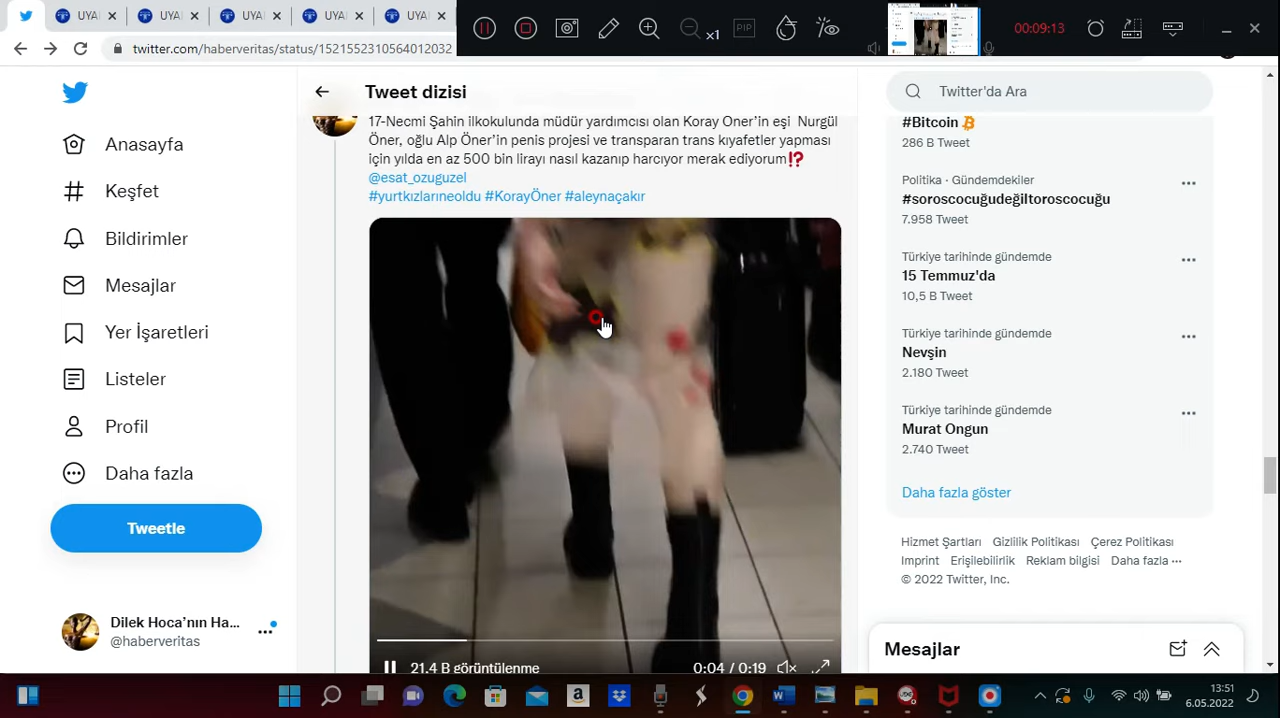 UYA
UYA
UYA
UYA
x1
PIP
00:09:13
twitter.com/haberveritas/status/1521552310564012032
Tweet dizisi
17-Necmi Şahin ilkokulunda müdür yardımcısı olan Koray Oner'in eşi Nurgül
Öner, oğlu Alp Öner'in penis projesi ve transparan trans kıyafetler yapması
için yılda en az 500 bin lirayı nasıl kazanıp harcıyor merak ediyorum⁉️
@esat_ozuguzel
#yurtkızlarıneoldu #KorayÖner #aleynaçakır
21,4 B görüntülenme
0:04 / 0:19
Anasayfa
Keşfet
Bildirimler
Mesajlar
Yer İşaretleri
Listeler
Profil
Daha fazla
Tweetle
Dilek Hoca'nın Ha...
@haberveritas
Twitter'da Ara
#Bitcoin
286 B Tweet
Politika · Gündemdekiler
#soroscocuğudeğiltoroscocuğu
7.958 Tweet
Türkiye tarihinde gündemde
15 Temmuz'da
10,5 B Tweet
Türkiye tarihinde gündemde
Nevşin
2.180 Tweet
Türkiye tarihinde gündemde
Murat Ongun
2.740 Tweet
Daha fazla göster
Hizmet Şartları Gizlilik Politikası Çerez Politikası
Imprint Erişilebilirlik Reklam bilgisi Daha fazla ···
© 2022 Twitter, Inc.
Mesajlar
13:51
6.05.2022